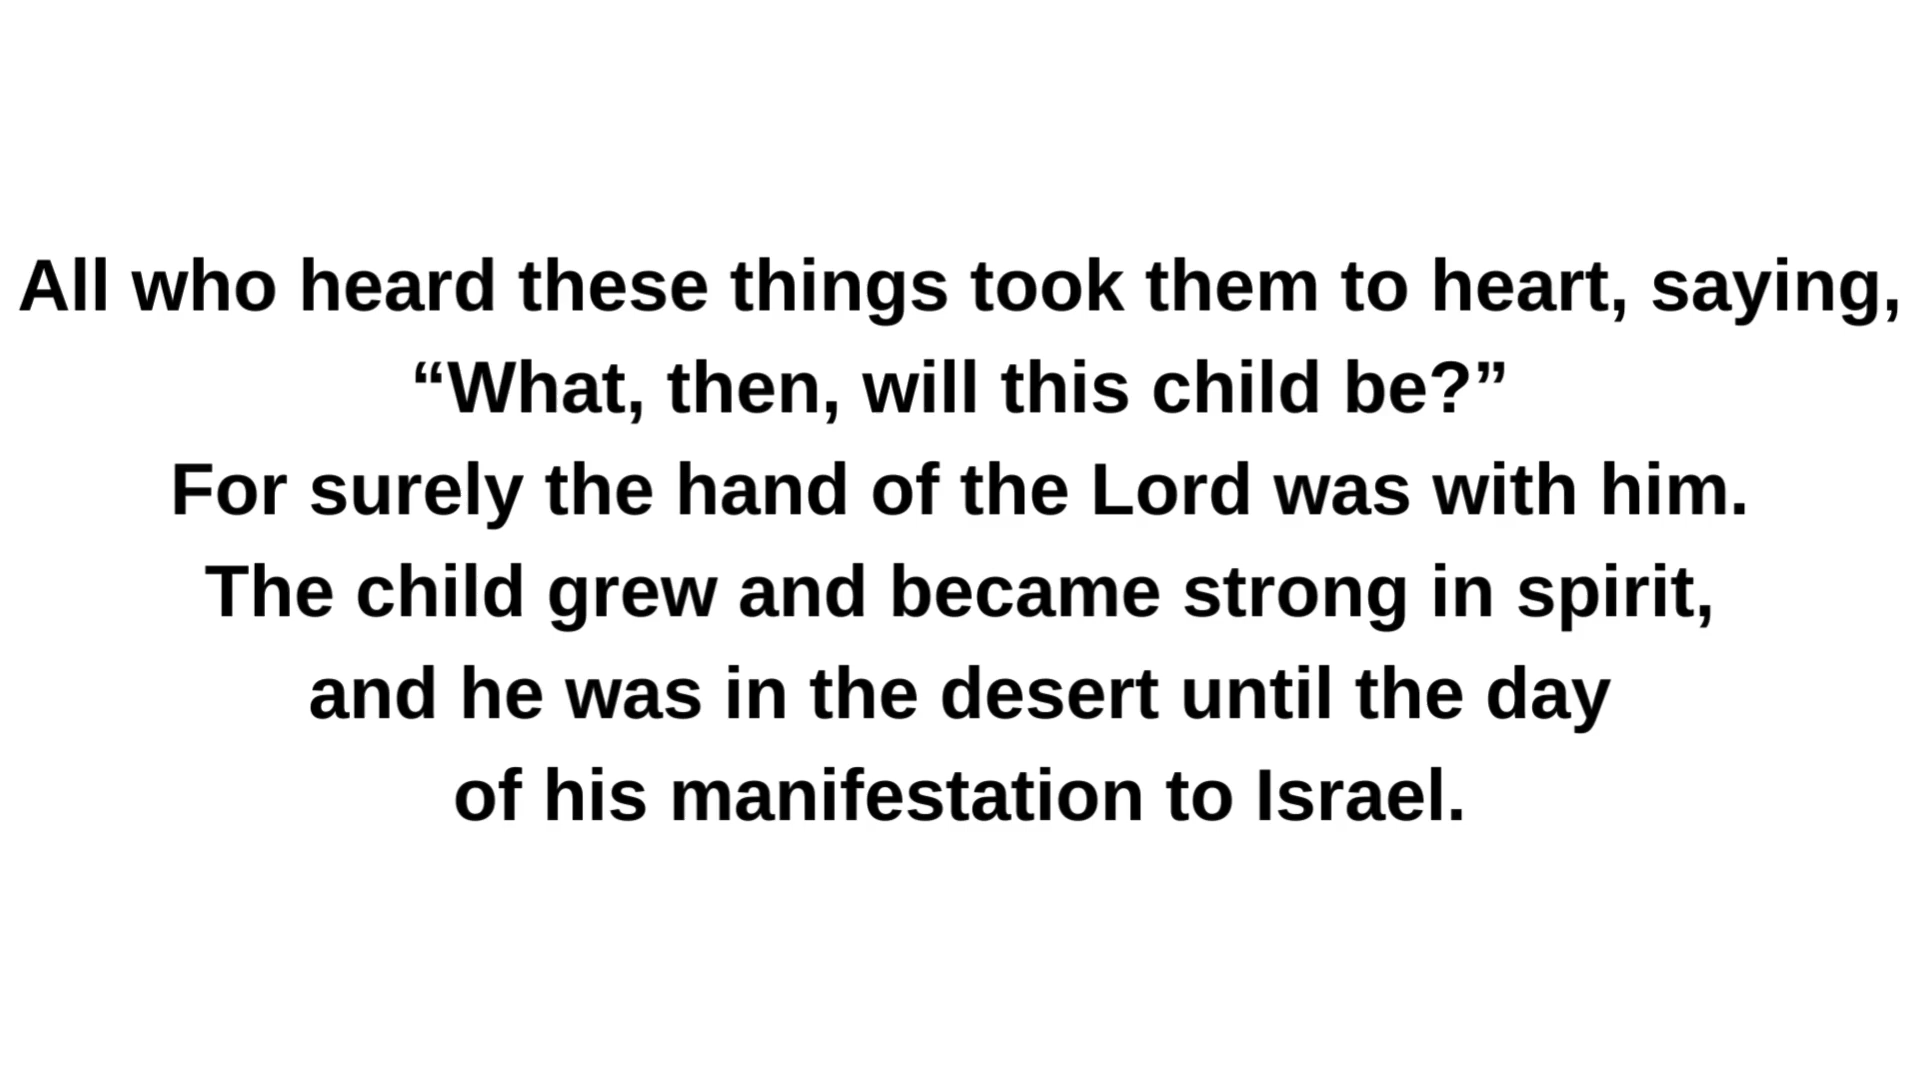 All who heard these things took them to heart, saying,
“What, then, will this child be?”
For surely the hand of the Lord was with him.
The child grew and became strong in spirit,
and he was in the desert until the day
of his manifestation to Israel.